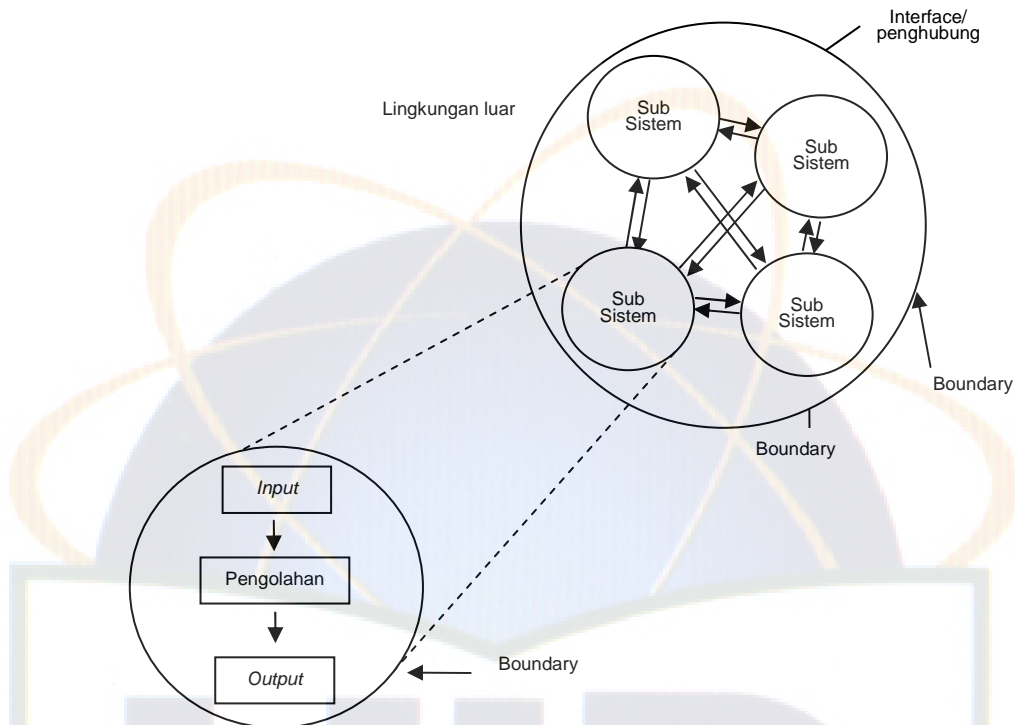 Interface/
penghubung
Lingkungan luar
Sub
Sistem
Sub
Sistem
Sub
Sistem
Sub
Sistem
Boundary
Boundary
Input
Pengolahan
Output
Boundary